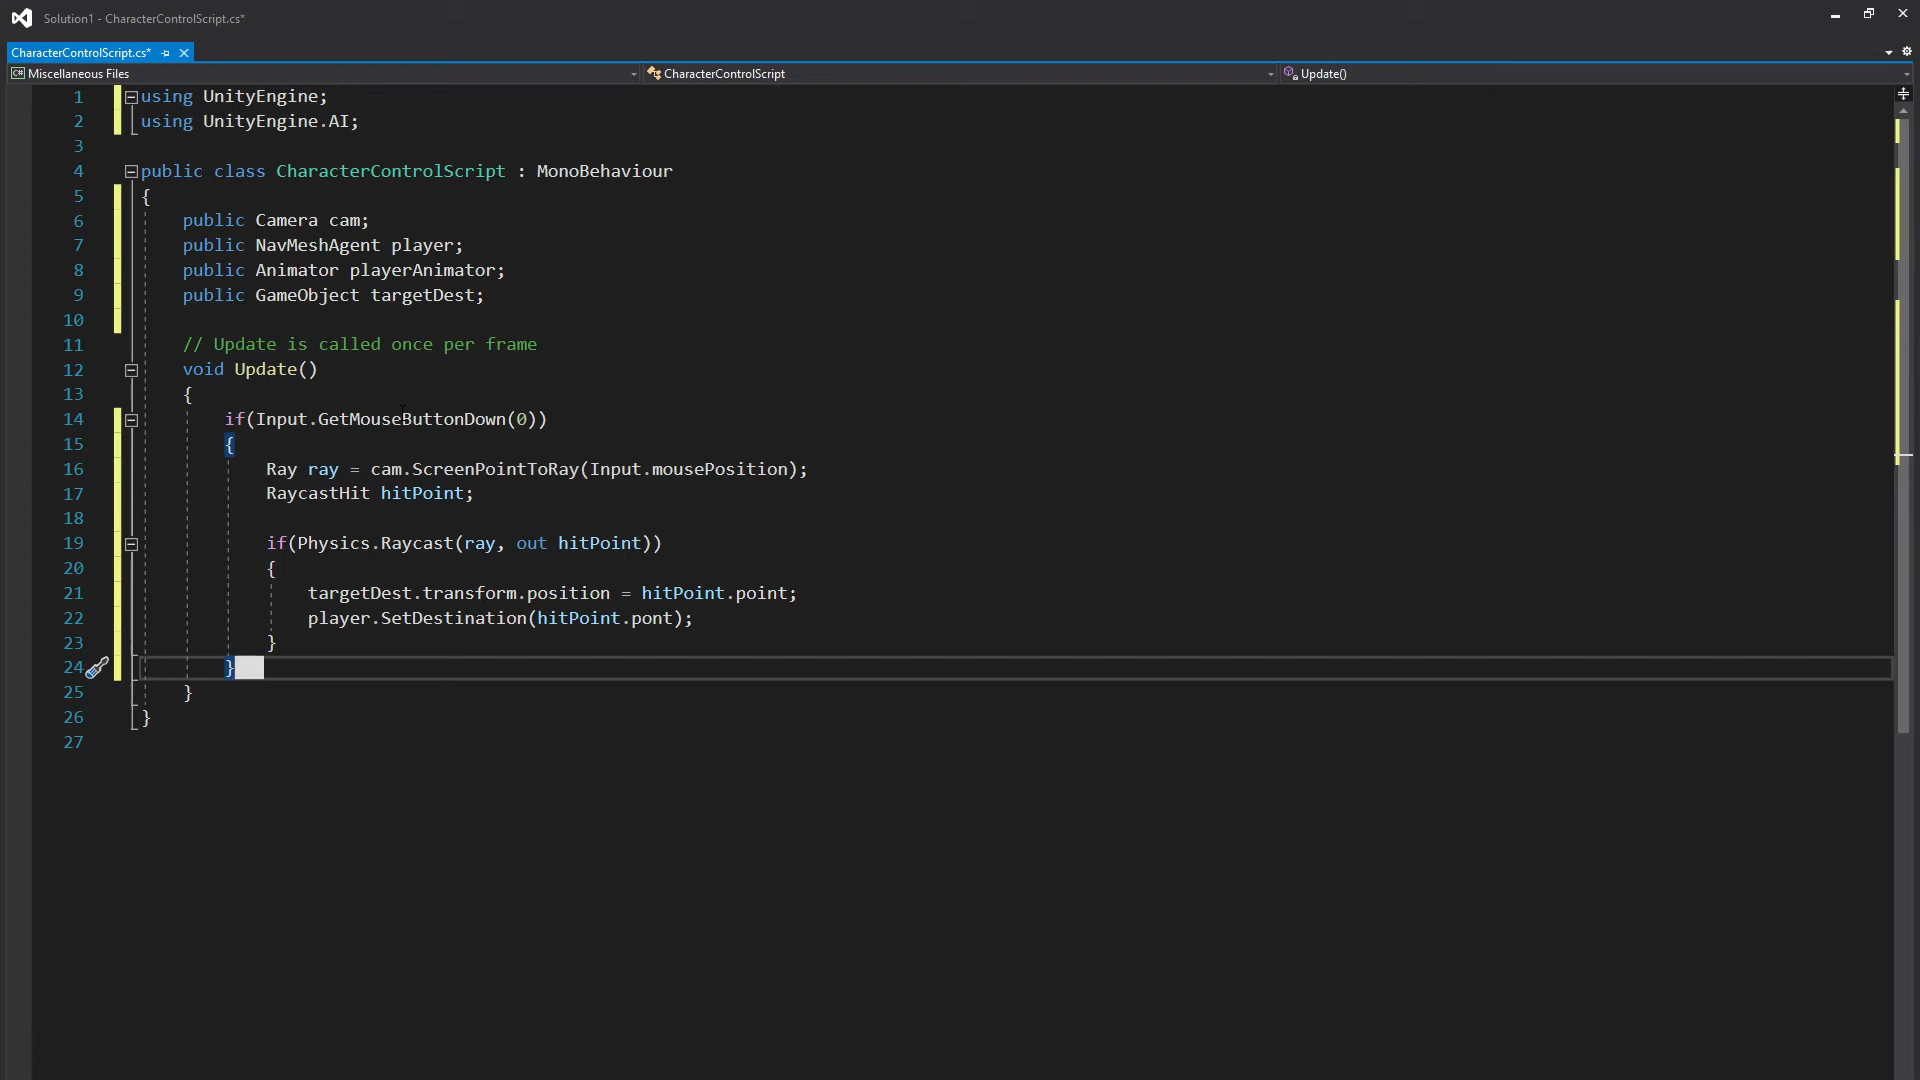 Solution1 - CharacterControlScript.cs*
CharacterControlScript.cs*
C# Miscellaneous Files CharacterControlScript Update()
1 using UnityEngine;
2 using UnityEngine.AI;
3
4 public class CharacterControlScript : MonoBehaviour
5 {
6 public Camera cam;
7 public NavMeshAgent player;
8 public Animator playerAnimator;
9 public GameObject targetDest;
10
11 // Update is called once per frame
12 void Update()
13 {
14 if(Input.GetMouseButtonDown(0))
15 {
16 Ray ray = cam.ScreenPointToRay(Input.mousePosition);
17 RaycastHit hitPoint;
18
19 if(Physics.Raycast(ray, out hitPoint))
20 {
21 targetDest.transform.position = hitPoint.point;
22 player.SetDestination(hitPoint.pont);
23 }
24 }
25 }
26 }
27